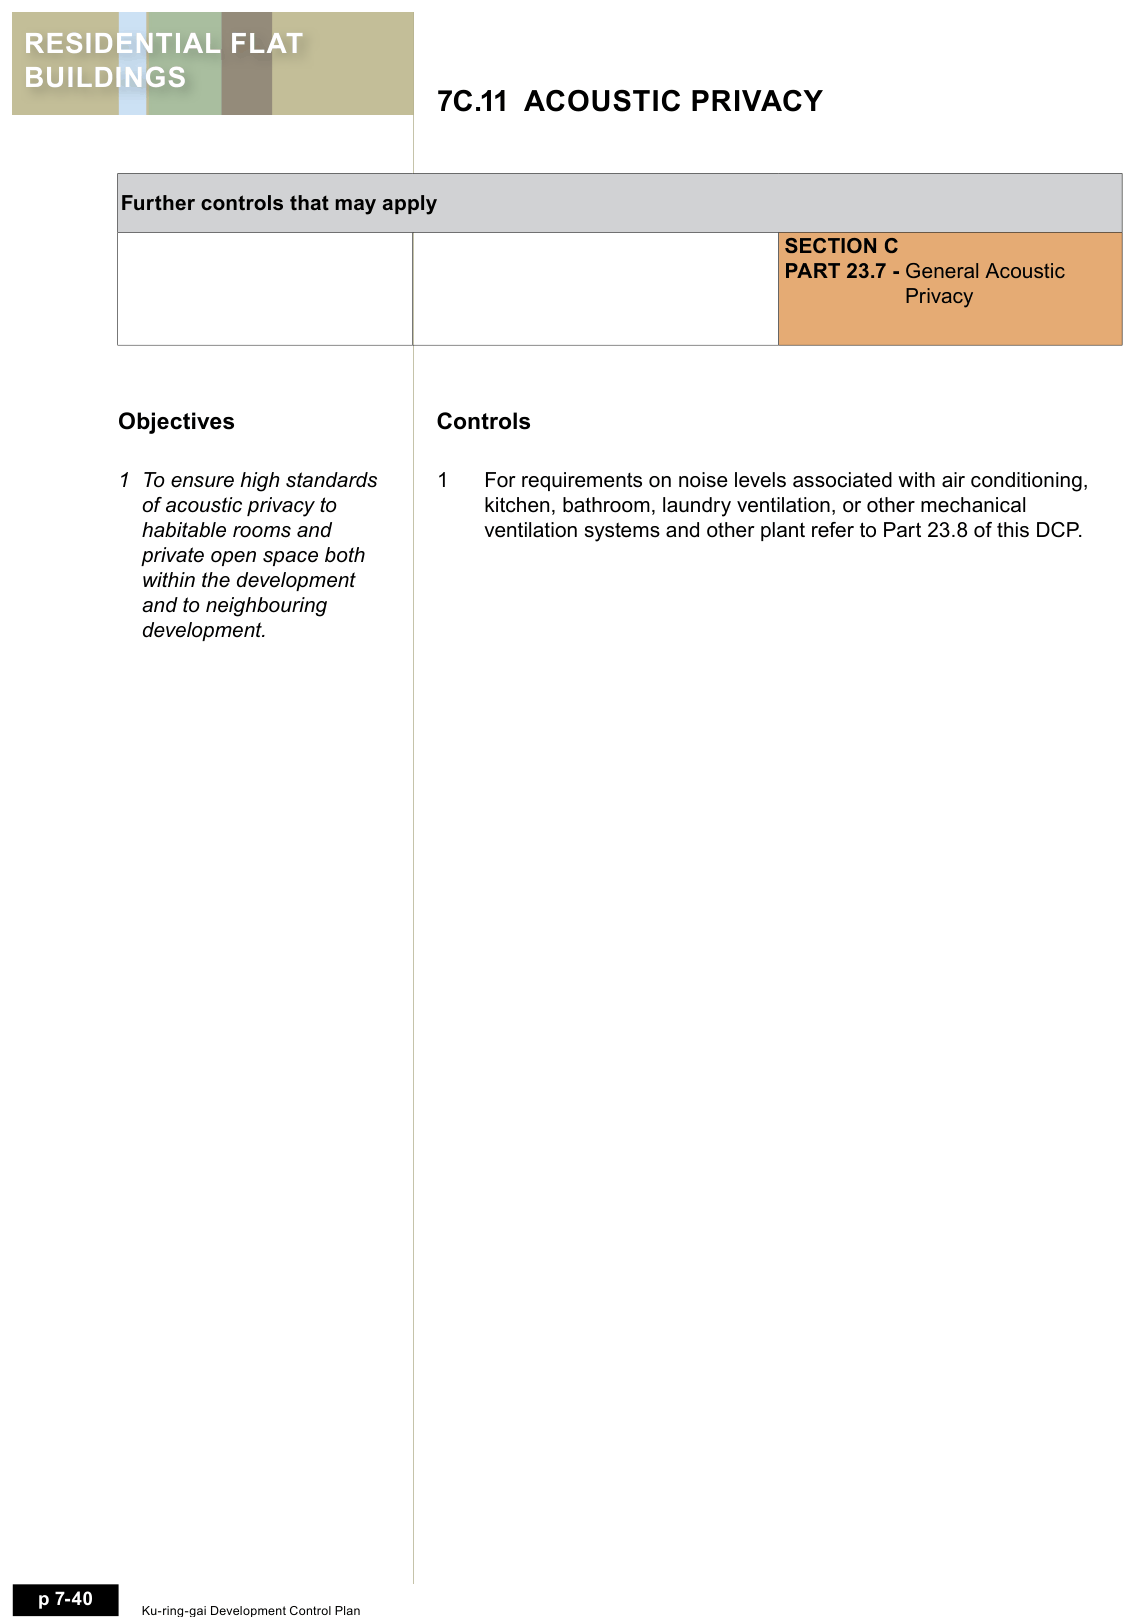 RESIDENTIAL FLAT
BUILDINGS
7C.11 ACOUSTIC PRIVACY
Further controls that may apply
SECTION C
PART 23.7 - General Acoustic
Privacy
Objectives
1 To ensure high standards
of acoustic privacy to
habitable rooms and
private open space both
within the development
and to neighbouring
development.
Controls
1 For requirements on noise levels associated with air conditioning,
kitchen, bathroom, laundry ventilation, or other mechanical
ventilation systems and other plant refer to Part 23.8 of this DCP.
p 7-40
Ku-ring-gai Development Control Plan